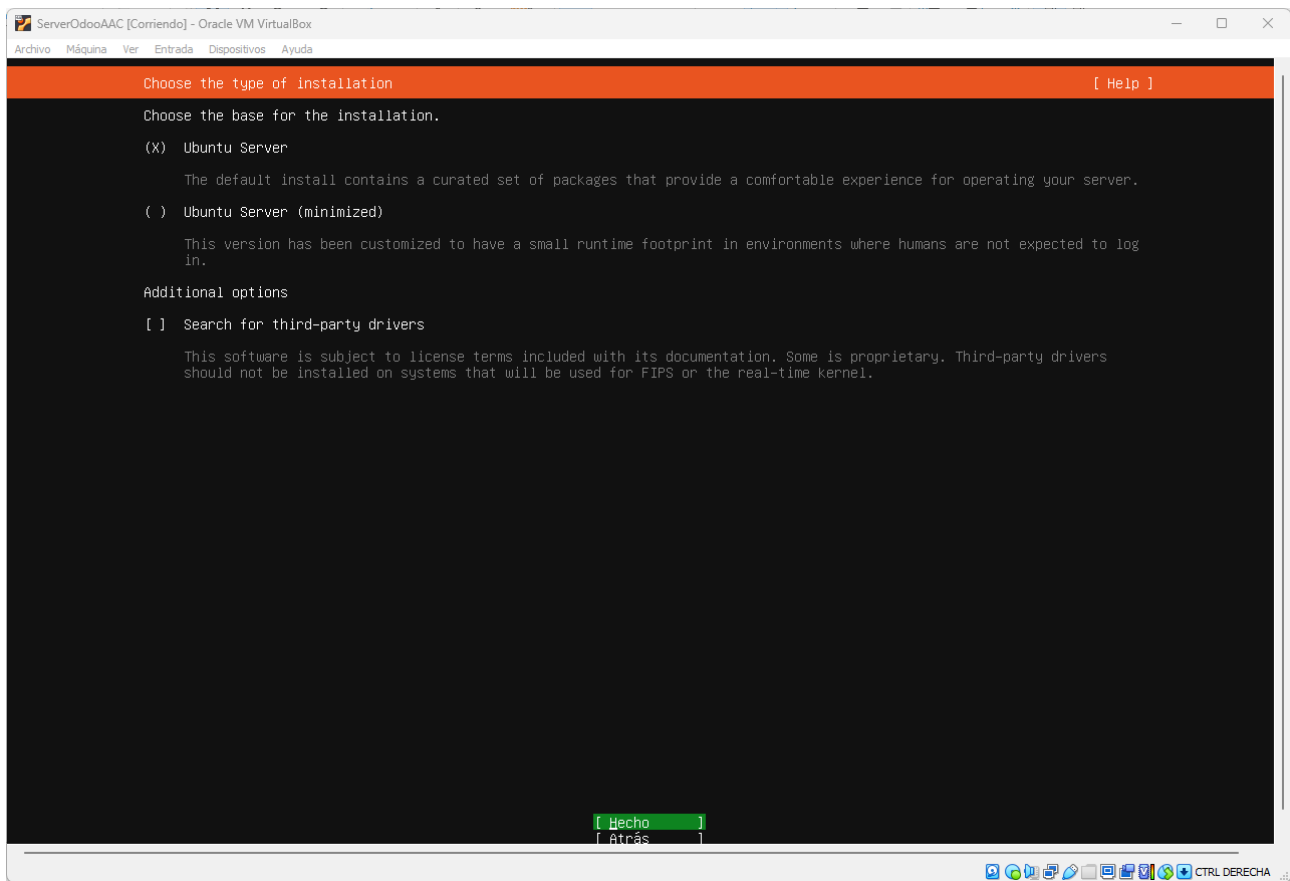 ServerOdooAAC [Corriendo] - Oracle VM VirtualBox
Archivo Máquina Ver Entrada Dispositivos Ayuda
Choose the type of installation [ Help ]
Choose the base for the installation.
(X) Ubuntu Server
The default install contains a curated set of packages that provide a comfortable experience for operating your server.
( ) Ubuntu Server (minimized)
This version has been customized to have a small runtime footprint in environments where humans are not expected to log
in.
Additional options
[ ] Search for third-party drivers
This software is subject to license terms included with its documentation. Some is proprietary. Third-party drivers
should not be installed on systems that will be used for FIPS or the real-time kernel.
[ Hecho ]
[ Atrás ]
CTRL DERECHA